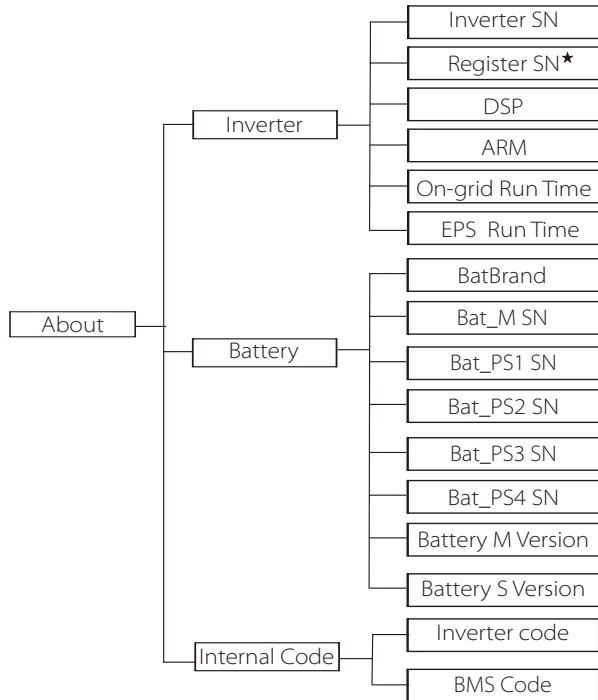 About
Inverter
Inverter SN
Register SN★
DSP
ARM
On-grid Run Time
EPS Run Time
Battery
BatBrand
Bat_M SN
Bat_PS1 SN
Bat_PS2 SN
Bat_PS3 SN
Bat_PS4 SN
Battery M Version
Battery S Version
Internal Code
Inverter code
BMS Code